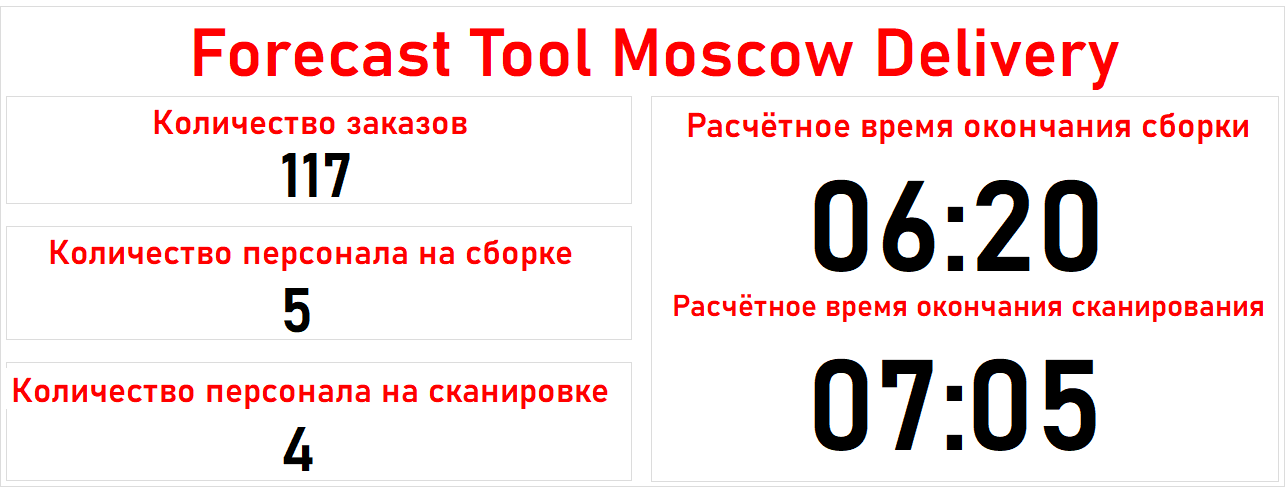 Forecast Tool Moscow Delivery
Количество заказов
117
Количество персонала на сборке
5
Количество персонала на сканировке
4
Расчётное время окончания сборки
06:20
Расчётное время окончания сканирования
07:05